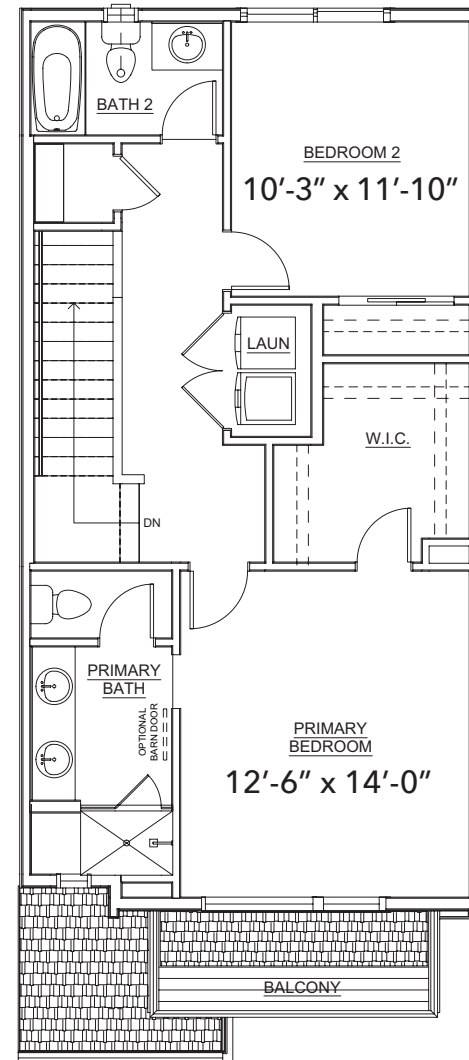 BATH 2
BEDROOM 2
10′-3″ x 11′-10″
LAUN
W.I.C.
DN
PRIMARY
BATH
OPTIONAL
BARN DOOR
PRIMARY
BEDROOM
12′-6″ x 14′-0″
BALCONY